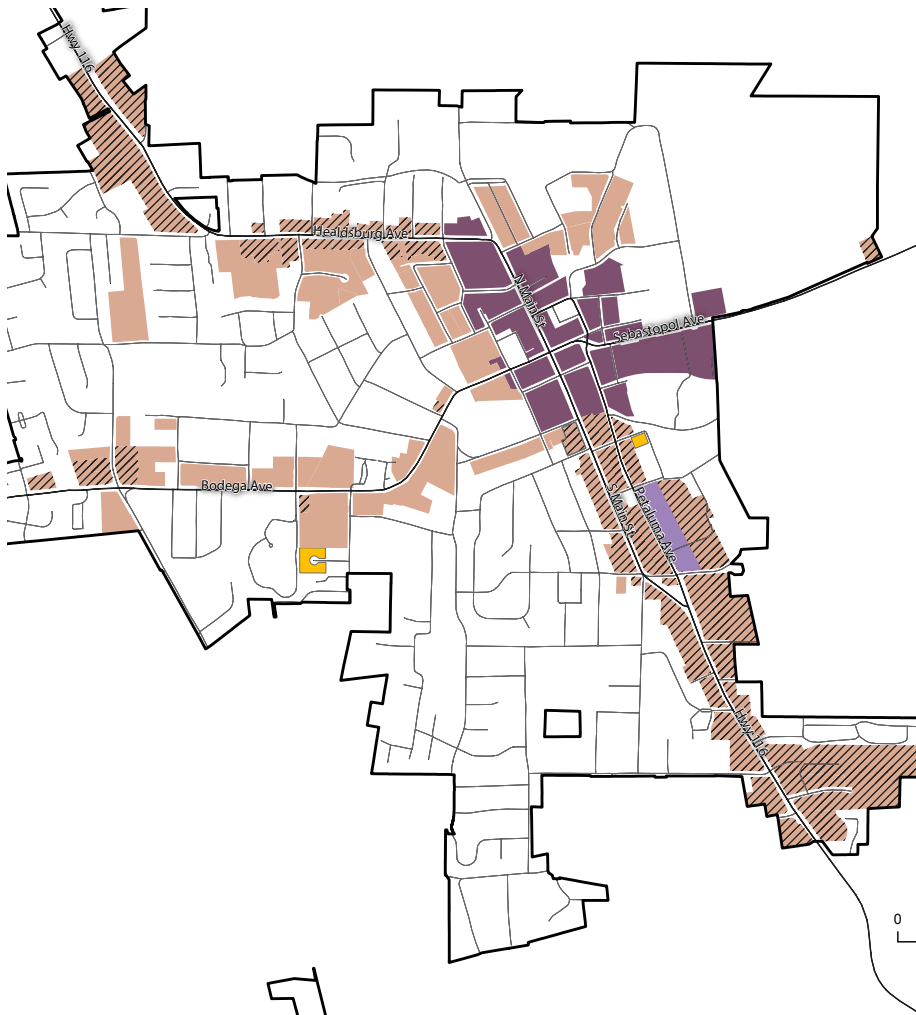 Hwy 116
Healdsburg Ave
N Main St
Sebastopol Ave
Bodega Ave
S Main St
Petaluma Ave
Hwy 116
0